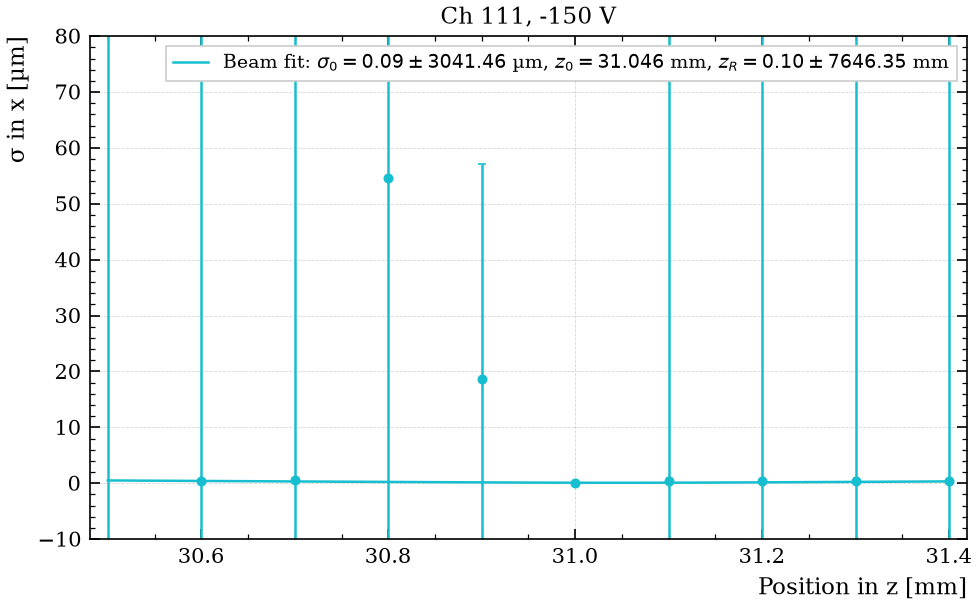 Ch 111, -150 V
σ in x [µm]
Beam fit: σ₀ = 0.09 ± 3041.46 µm, z₀ = 31.046 mm, z_R = 0.10 ± 7646.35 mm
80
70
60
50
40
30
20
10
0
−10
30.6 30.8 31.0 31.2 31.4
Position in z [mm]